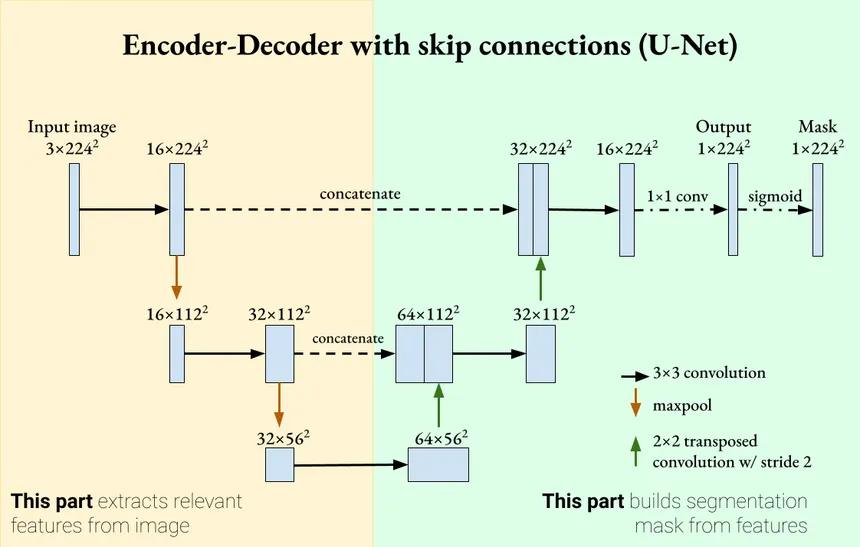 Encoder-Decoder with skip connections (U-Net)
Input image
3×224²
16×224²
32×224²
16×224²
Output
1×224²
Mask
1×224²
concatenate
1×1 conv
sigmoid
16×112²
32×112²
64×112²
32×112²
concatenate
3×3 convolution
maxpool
2×2 transposed
convolution w/ stride 2
32×56²
64×56²
This part extracts relevant
features from image
This part builds segmentation
mask from features